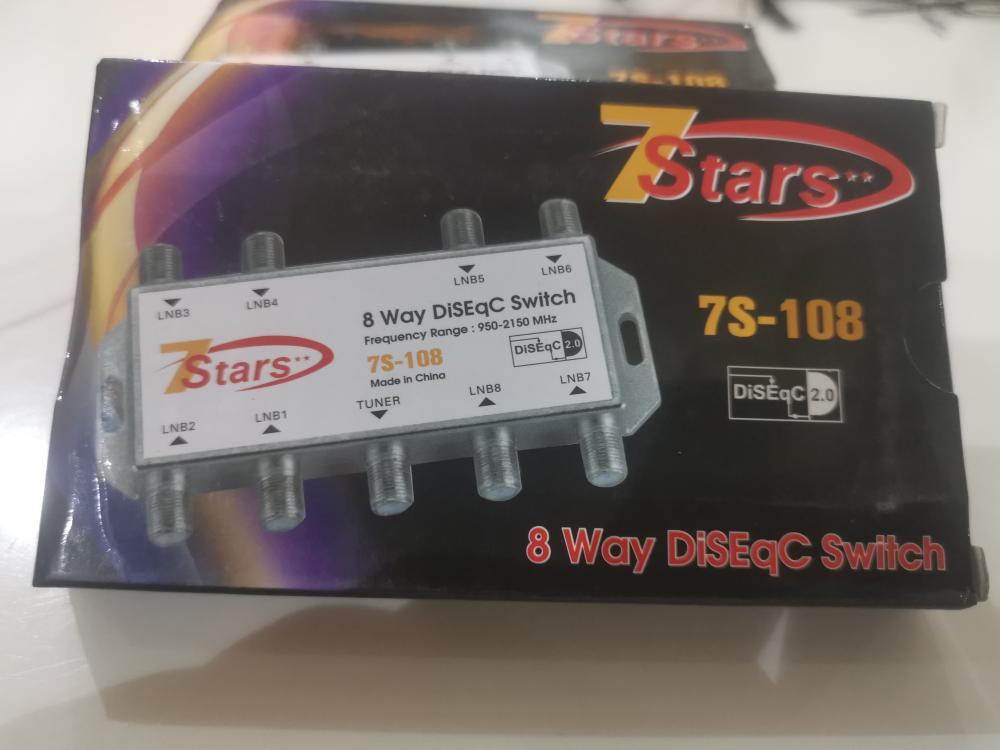 7Stars
7S-108
7Stars
7S-108
DiSEqC 2.0
8 Way DiSEqC Switch
LNB3
LNB4
LNB5
LNB6
8 Way DiSEqC Switch
Frequency Range : 950-2150 MHz
7Stars
7S-108
DiSEqC 2.0
Made in China
LNB2
LNB1
TUNER
LNB8
LNB7